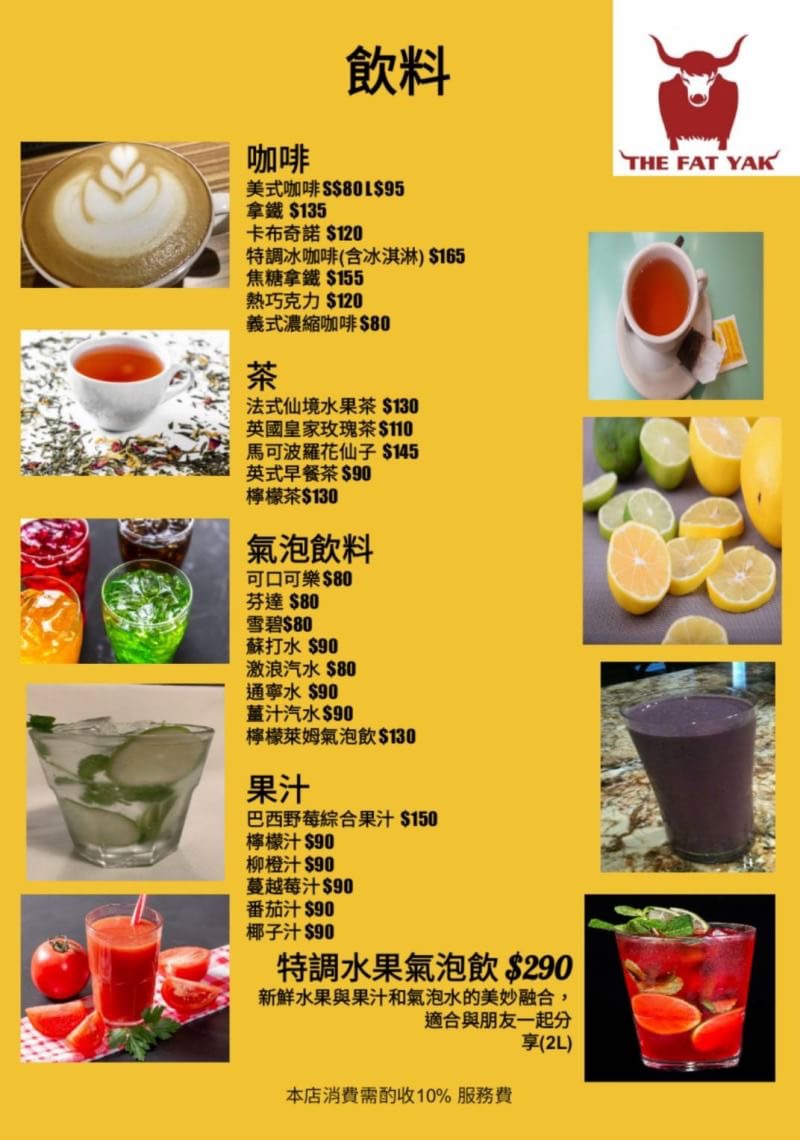 飲料
THE FAT YAK
咖啡
美式咖啡 S$80 L$95
拿鐵 $135
卡布奇諾 $120
特調冰咖啡(含冰淇淋) $165
焦糖拿鐵 $155
熱巧克力 $120
義式濃縮咖啡 $80
茶
法式仙境水果茶 $130
英國皇家玫瑰茶 $110
馬可波羅花仙子 $145
英式早餐茶 $90
檸檬茶 $130
氣泡飲料
可口可樂 $80
芬達 $80
雪碧 $80
蘇打水 $90
激浪汽水 $80
通寧水 $90
薑汁汽水 $90
檸檬萊姆氣泡飲 $130
果汁
巴西野莓綜合果汁 $150
檸檬汁 $90
柳橙汁 $90
蔓越莓汁 $90
番茄汁 $90
椰子汁 $90
特調水果氣泡飲 $290
新鮮水果與果汁和氣泡水的美妙融合，
適合與朋友一起分
享(2L)
本店消費需酌收10% 服務費